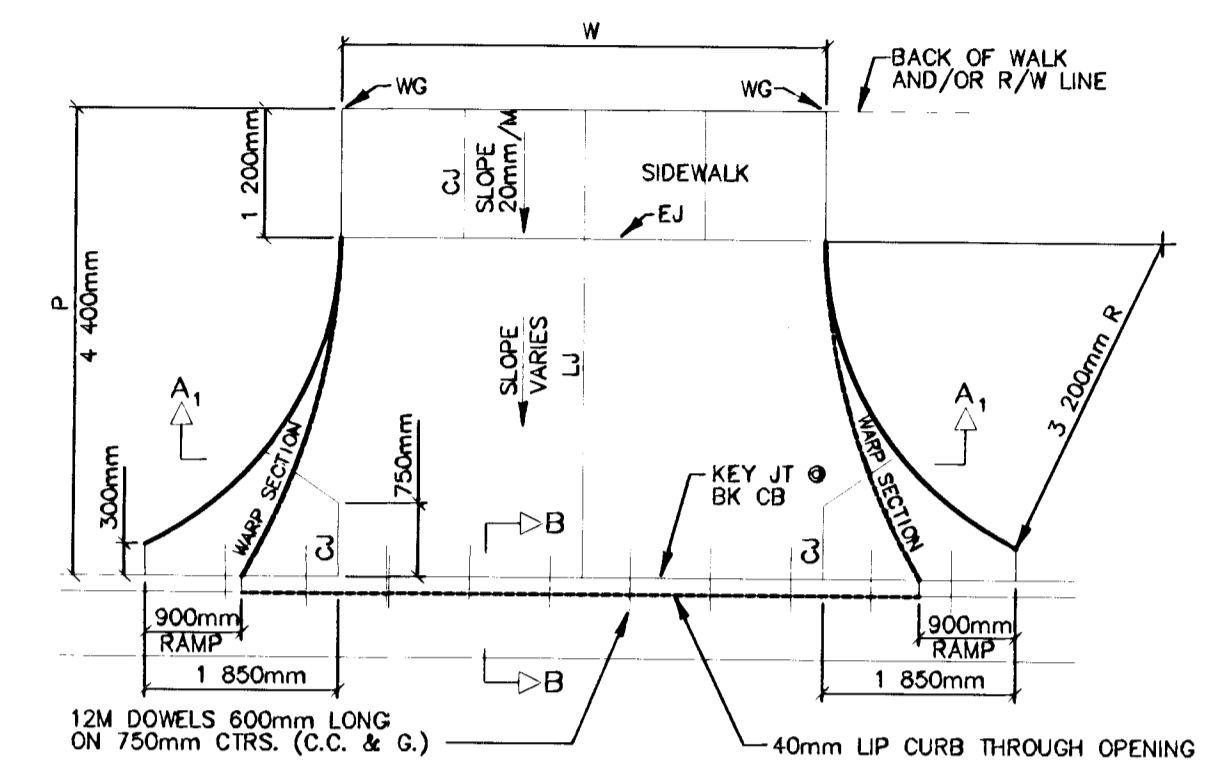 W
WG
WG
BACK OF WALK
AND/OR R/W LINE
1 200mm
CJ
SLOPE
20mm/M
SIDEWALK
EJ
P
4 400mm
SLOPE
VARIES
LJ
3 200mm R
A1
A1
300mm
WARP SECTION
750mm
WARP SECTION
KEY JT @
BK CB
B
CJ
CJ
900mm
RAMP
900mm
RAMP
1 850mm
B
1 850mm
12M DOWELS 600mm LONG
ON 750mm CTRS. (C.C. & G.)
40mm LIP CURB THROUGH OPENING